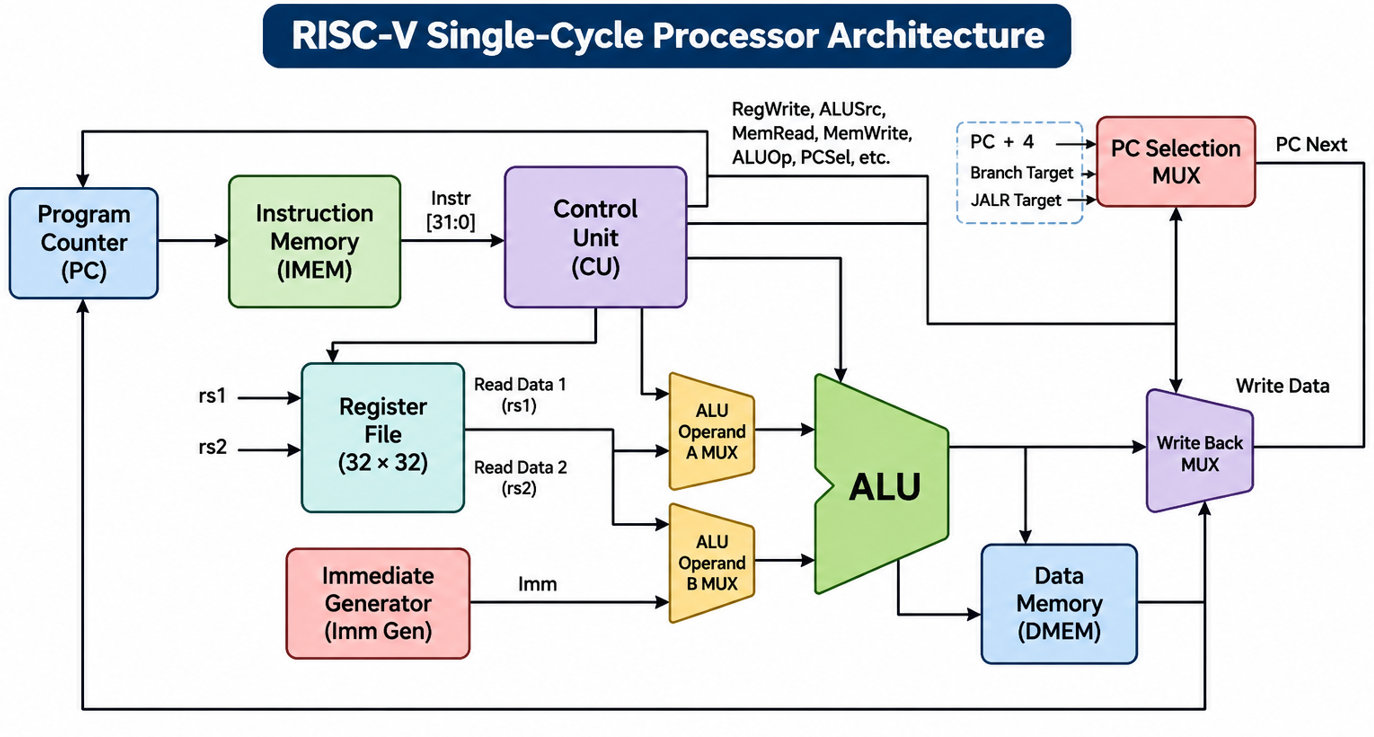 RISC-V Single-Cycle Processor Architecture
RegWrite, ALUSrc,
MemRead, MemWrite,
ALUOp, PCSel, etc.
PC + 4
Branch Target
JALR Target
PC Selection
MUX
PC Next
Program
Counter
(PC)
Instruction
Memory
(IMEM)
Instr
[31:0]
Control
Unit
(CU)
rs1
rs2
Register
File
(32 × 32)
Read Data 1
(rs1)
Read Data 2
(rs2)
ALU
Operand
A MUX
ALU
Operand
B MUX
ALU
Write Data
Write Back
MUX
Immediate
Generator
(Imm Gen)
Imm
Data
Memory
(DMEM)